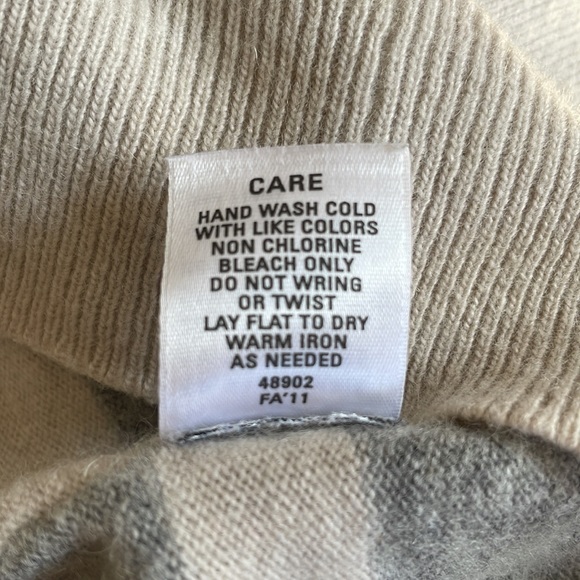 CARE
HAND WASH COLD
WITH LIKE COLORS
NON CHLORINE
BLEACH ONLY
DO NOT WRING
OR TWIST
LAY FLAT TO DRY
WARM IRON
AS NEEDED
48902
FA'11